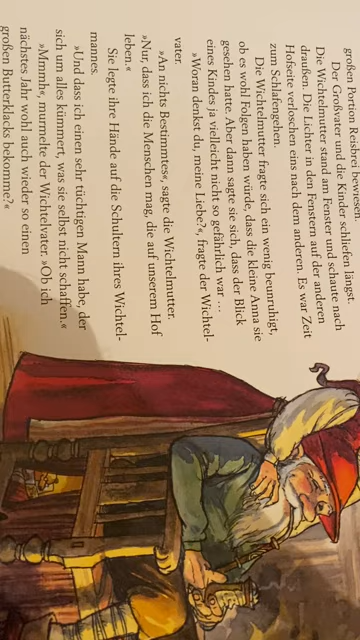 großen Portion Reisbrei bewiesen.
Der Großvater und die Kinder schliefen längst.
Die Wichtelmutter stand am Fenster und schaute nach
draußen. Die Lichter in den Fenstern auf der anderen
Hofseite verloschen eins nach dem anderen. Es war Zeit
zum Schlafengehen.
Die Wichtelmutter fragte sich ein wenig beunruhigt,
ob es wohl Folgen haben würde, dass die kleine Anna sie
gesehen hatte. Aber dann sagte sie sich, dass der Blick
eines Kindes ja vielleicht nicht so gefährlich war ...
»Woran denkst du, meine Liebe?«, fragte der Wichtel-
vater.
»An nichts Bestimmtes«, sagte die Wichtelmutter.
»Nur, dass ich die Menschen mag, die auf unserem Hof
leben.«
Sie legte ihre Hände auf die Schultern ihres Wichtel-
mannes.
»Und dass ich einen sehr tüchtigen Mann habe, der
sich um alles kümmert, was sie selbst nicht schaffen.«
»Mmmh«, murmelte der Wichtelvater. »Ob ich
nächstes Jahr wohl auch wieder so einen
großen Butterklacks bekomme?«